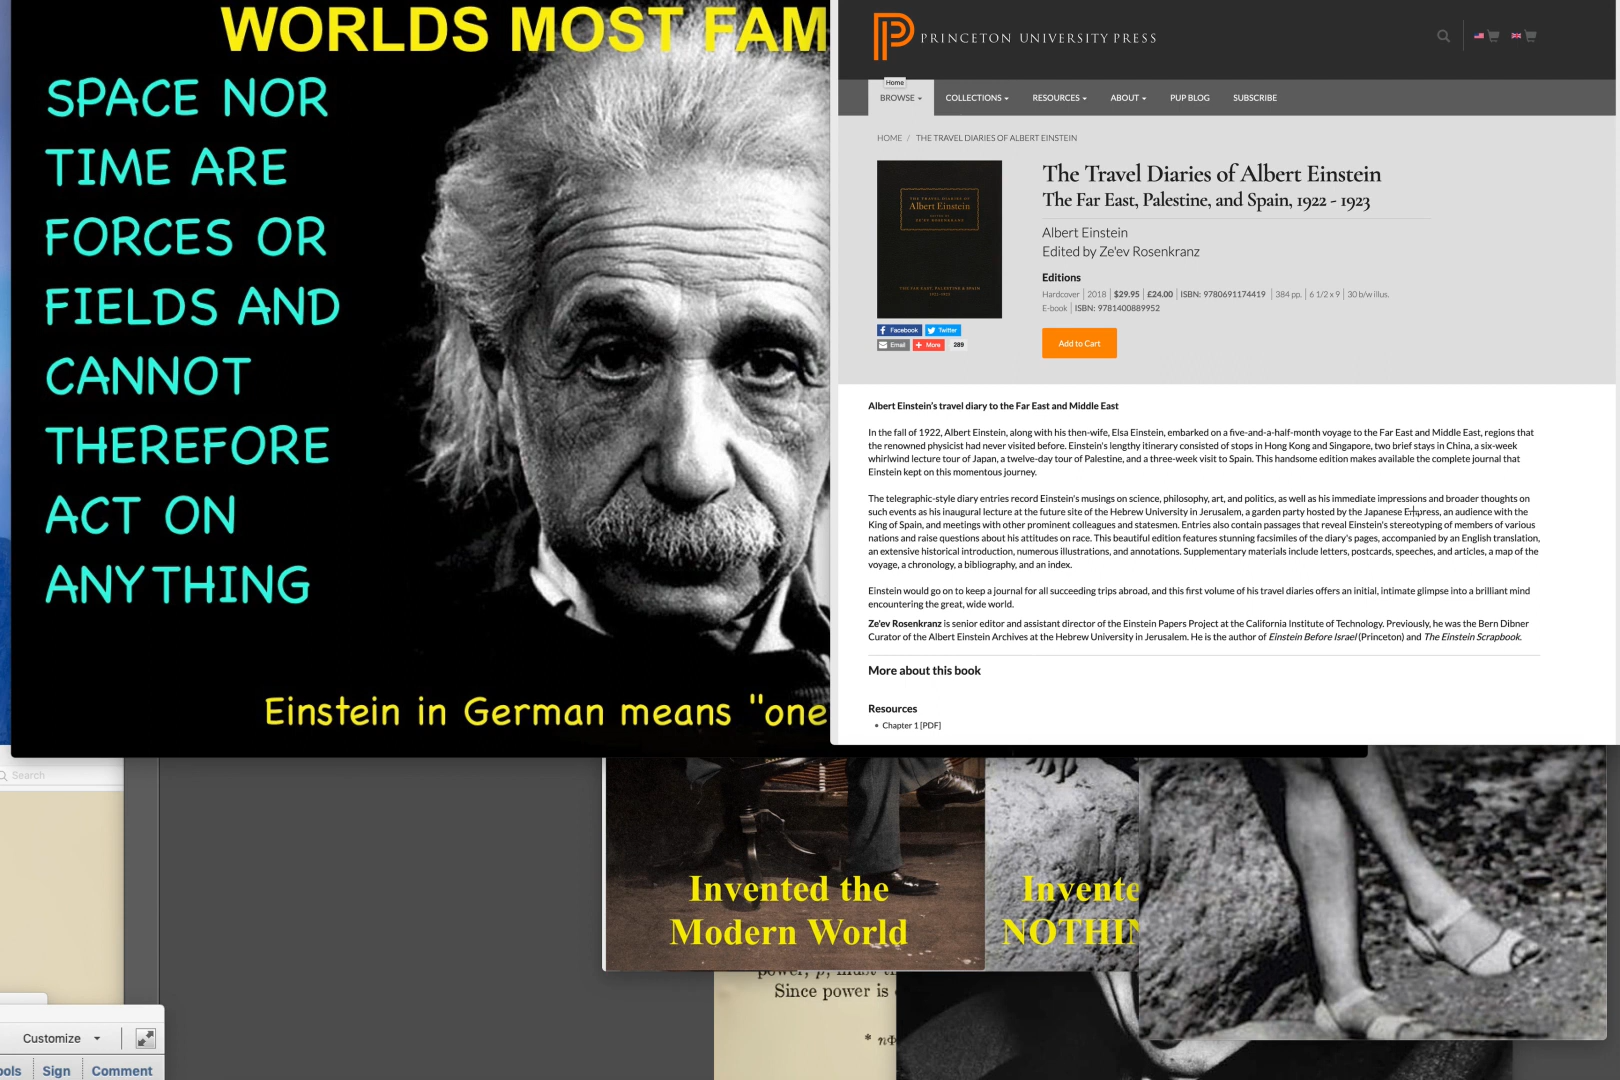 WORLDS MOST FAM
SPACE NOR
TIME ARE
FORCES OR
FIELDS AND
CANNOT
THEREFORE
ACT ON
ANYTHING
Einstein in German means "one
PRINCETON UNIVERSITY PRESS
Home
BROWSE
COLLECTIONS
RESOURCES
ABOUT
PUP BLOG
SUBSCRIBE
HOME / THE TRAVEL DIARIES OF ALBERT EINSTEIN
THE TRAVEL DIARIES OF
Albert Einstein
EDITED BY
ZE'EV ROSENKRANZ
THE FAR EAST, PALESTINE & SPAIN
1922–1923
Facebook
Twitter
Email
More
289
The Travel Diaries of Albert Einstein
The Far East, Palestine, and Spain, 1922 - 1923
Albert Einstein
Edited by Ze'ev Rosenkranz
Editions
Hardcover | 2018 | $29.95 | £24.00 | ISBN: 9780691174419 | 384 pp. | 6 1/2 x 9 | 30 b/w illus.
E-book | ISBN: 9781400889952
Add to Cart
Albert Einstein's travel diary to the Far East and Middle East
In the fall of 1922, Albert Einstein, along with his then-wife, Elsa Einstein, embarked on a five-and-a-half-month voyage to the Far East and Middle East, regions that
the renowned physicist had never visited before. Einstein's lengthy itinerary consisted of stops in Hong Kong and Singapore, two brief stays in China, a six-week
whirlwind lecture tour of Japan, a twelve-day tour of Palestine, and a three-week visit to Spain. This handsome edition makes available the complete journal that
Einstein kept on this momentous journey.
The telegraphic-style diary entries record Einstein's musings on science, philosophy, art, and politics, as well as his immediate impressions and broader thoughts on
such events as his inaugural lecture at the future site of the Hebrew University in Jerusalem, a garden party hosted by the Japanese Empress, an audience with the
King of Spain, and meetings with other prominent colleagues and statesmen. Entries also contain passages that reveal Einstein's stereotyping of members of various
nations and raise questions about his attitudes on race. This beautiful edition features stunning facsimiles of the diary's pages, accompanied by an English translation,
an extensive historical introduction, numerous illustrations, and annotations. Supplementary materials include letters, postcards, speeches, and articles, a map of the
voyage, a chronology, a bibliography, and an index.
Einstein would go on to keep a journal for all succeeding trips abroad, and this first volume of his travel diaries offers an initial, intimate glimpse into a brilliant mind
encountering the great, wide world.
Ze'ev Rosenkranz is senior editor and assistant director of the Einstein Papers Project at the California Institute of Technology. Previously, he was the Bern Dibner
Curator of the Albert Einstein Archives at the Hebrew University in Jerusalem. He is the author of Einstein Before Israel (Princeton) and The Einstein Scrapbook.
More about this book
Resources
• Chapter 1 [PDF]
Search
Invented the
Modern World
Invente
NOTHIN
Since power is
Customize
ools
Sign
Comment